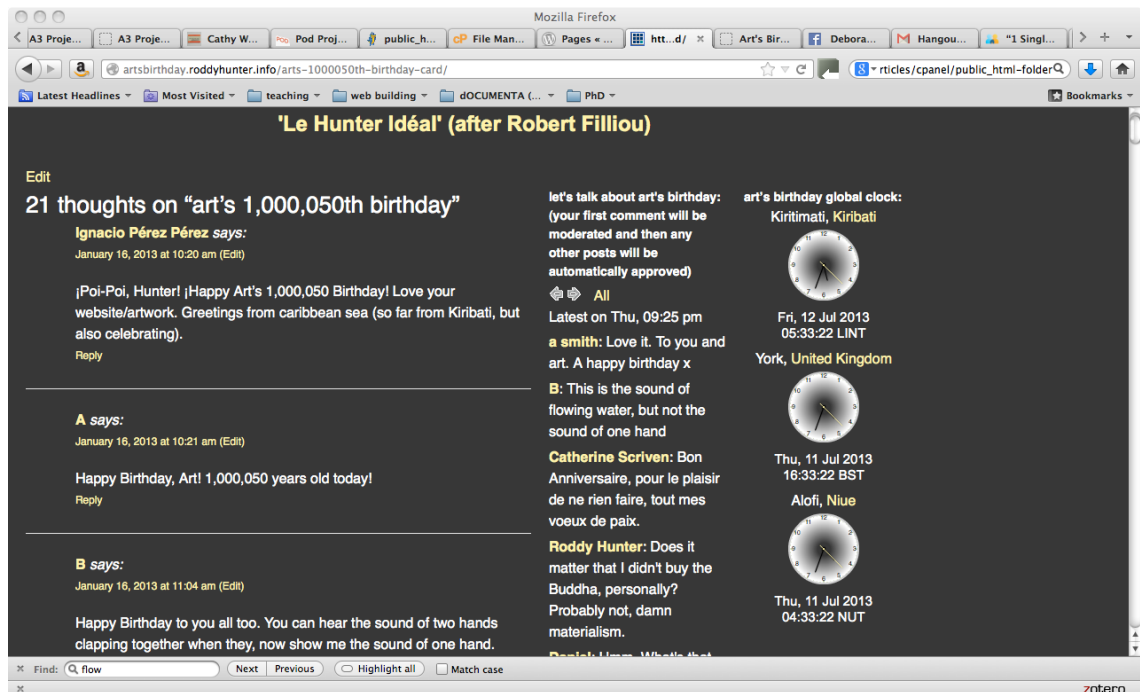 Mozilla Firefox
A3 Proje...
A3 Proje...
Cathy W...
Pod Proj...
public_h...
cP File Man...
Pages « ...
htt...d/
Art's Bir...
Debora...
Hangou...
"1 Singl...
artsbirthday.roddyhunter.info/arts-1000050th-birthday-card/
rticles/cpanel/public_html-folder
Latest Headlines
Most Visited
teaching
web building
dOCUMENTA (...
PhD
Bookmarks
'Le Hunter Idéal' (after Robert Filliou)
Edit
21 thoughts on “art’s 1,000,050th birthday”
Ignacio Pérez Pérez says:
January 16, 2013 at 10:20 am (Edit)
¡Poi-Poi, Hunter! ¡Happy Art’s 1,000,050 Birthday! Love your
website/artwork. Greetings from caribbean sea (so far from Kiribati, but
also celebrating).
Reply
A says:
January 16, 2013 at 10:21 am (Edit)
Happy Birthday, Art! 1,000,050 years old today!
Reply
B says:
January 16, 2013 at 11:04 am (Edit)
Happy Birthday to you all too. You can hear the sound of two hands
clapping together when they, now show me the sound of one hand.
let's talk about art's birthday:
(your first comment will be
moderated and then any
other posts will be
automatically approved)
All
Latest on Thu, 09:25 pm
a smith: Love it. To you and
art. A happy birthday x
B: This is the sound of
flowing water, but not the
sound of one hand
Catherine Scriven: Bon
Anniversaire, pour le plaisir
de ne rien faire, tout mes
voeux de paix.
Roddy Hunter: Does it
matter that I didn't buy the
Buddha, personally?
Probably not, damn
materialism.
art's birthday global clock:
Kiritimati, Kiribati
Fri, 12 Jul 2013
05:33:22 LINT
York, United Kingdom
Thu, 11 Jul 2013
16:33:22 BST
Alofi, Niue
Thu, 11 Jul 2013
04:33:22 NUT
Find: flow
Next
Previous
Highlight all
Match case
zotero